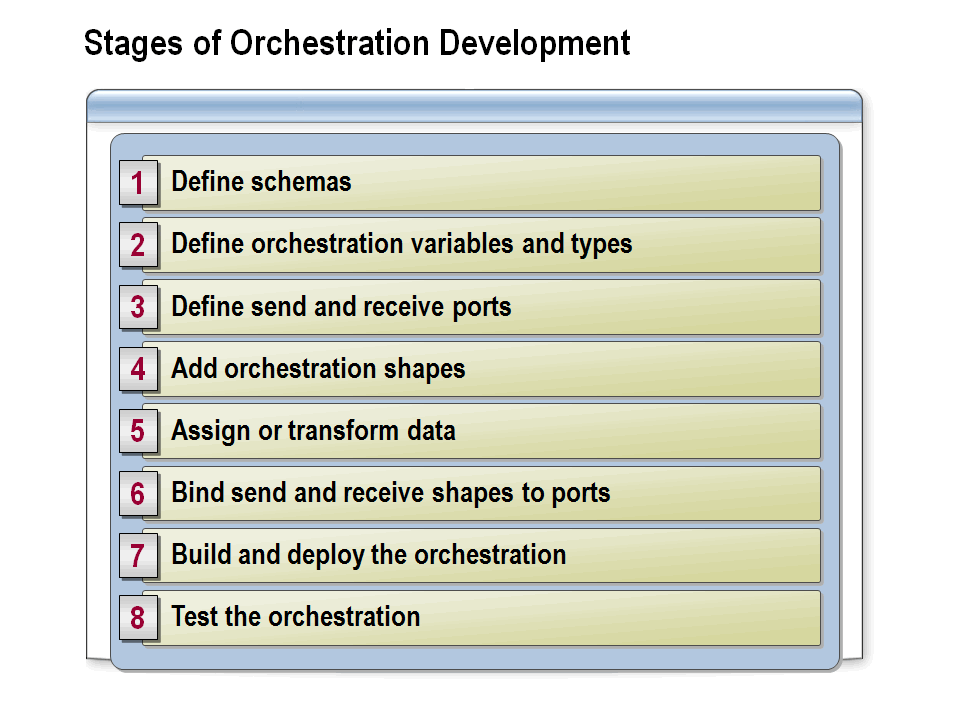 Stages of Orchestration Development
1 Define schemas
2 Define orchestration variables and types
3 Define send and receive ports
4 Add orchestration shapes
5 Assign or transform data
6 Bind send and receive shapes to ports
7 Build and deploy the orchestration
8 Test the orchestration